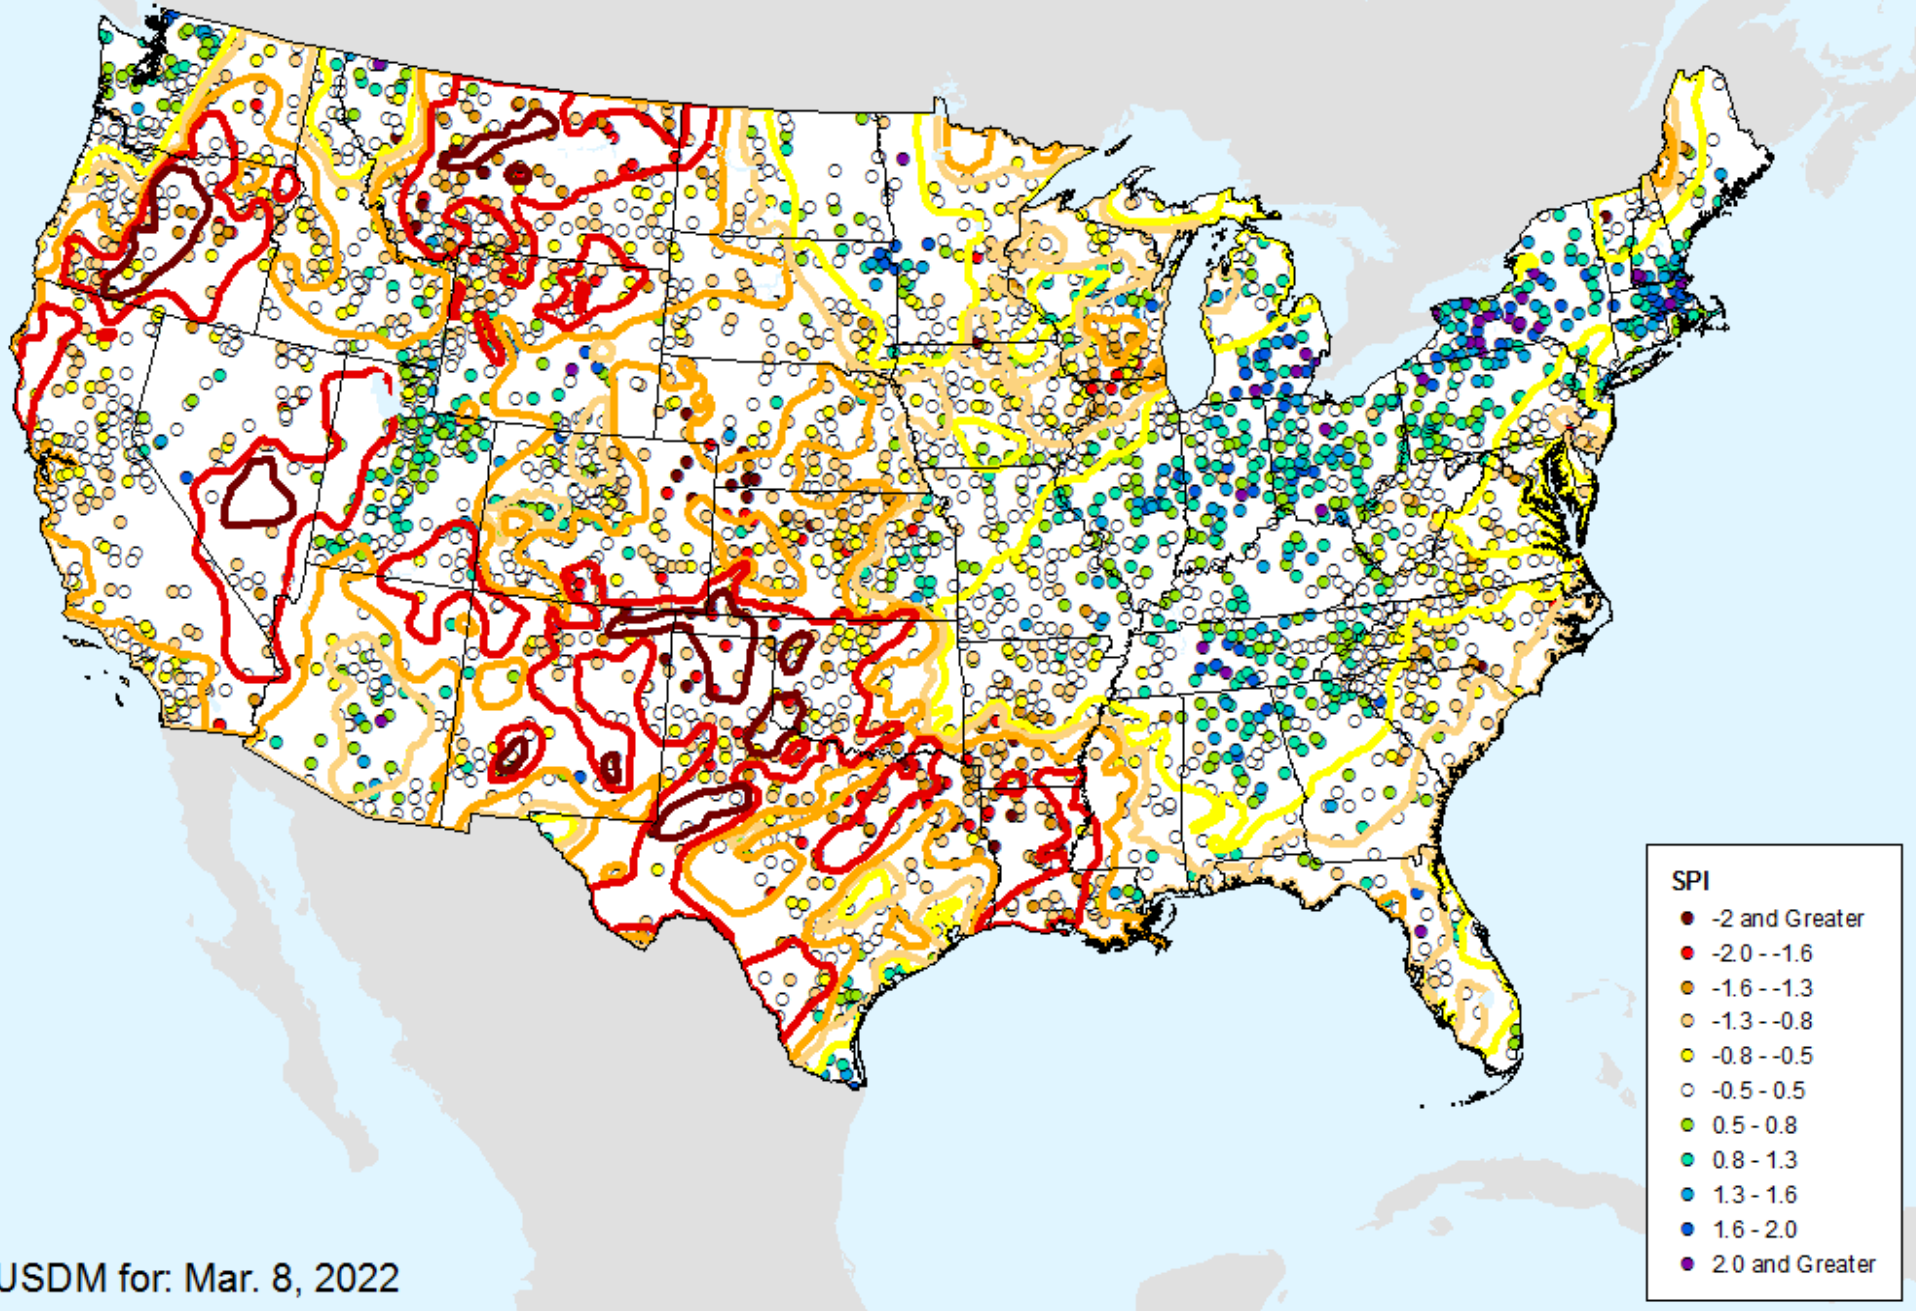 SPI
-2 and Greater
-2.0 - -1.6
-1.6 - -1.3
-1.3 - -0.8
-0.8 - -0.5
-0.5 - 0.5
0.5 - 0.8
0.8 - 1.3
1.3 - 1.6
1.6 - 2.0
2.0 and Greater
USDM for: Mar. 8, 2022